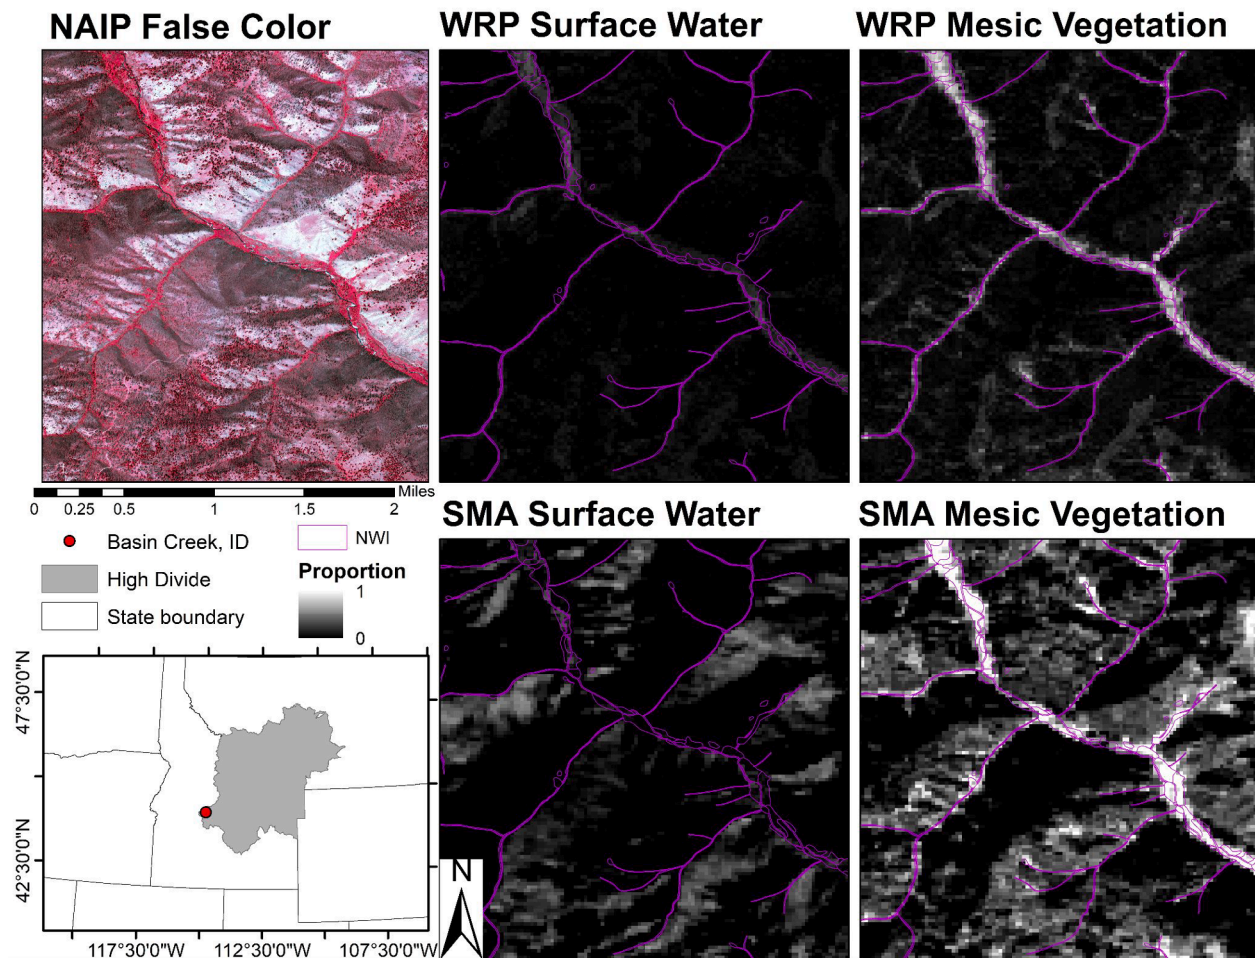 NAIP False Color
WRP Surface Water
WRP Mesic Vegetation
Miles
0 0.25 0.5 1 1.5 2
Basin Creek, ID
NWI
High Divide
Proportion
State boundary
1
0
SMA Surface Water
SMA Mesic Vegetation
47°30'0"N
42°30'0"N
117°30'0"W 112°30'0"W 107°30'0"W
N